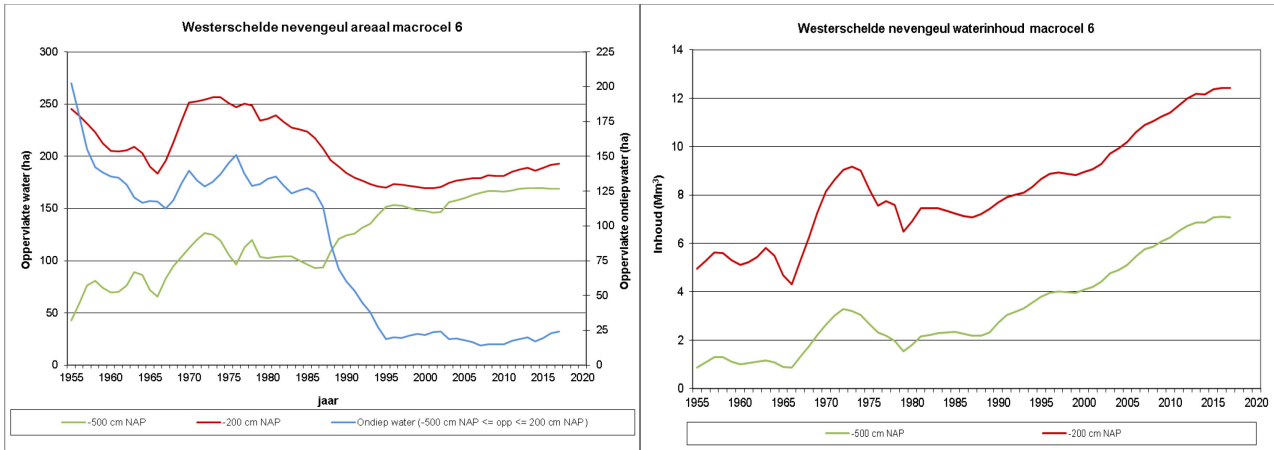 Westerschelde nevengeul areaal macrocel 6
Oppervlakte water (ha)
300
250
200
150
100
50
0
225
200
175
150
125
100
75
50
25
0
Oppervlakte ondiep water (ha)
1955 1960 1965 1970 1975 1980 1985 1990 1995 2000 2005 2010 2015 2020
jaar
-500 cm NAP -200 cm NAP Ondiep water (-500 cm NAP <= opp <= 200 cm NAP)
Westerschelde nevengeul waterinhoud macrocel 6
Inhoud (Mm³)
14
12
10
8
6
4
2
0
1955 1960 1965 1970 1975 1980 1985 1990 1995 2000 2005 2010 2015 2020
-500 cm NAP -200 cm NAP